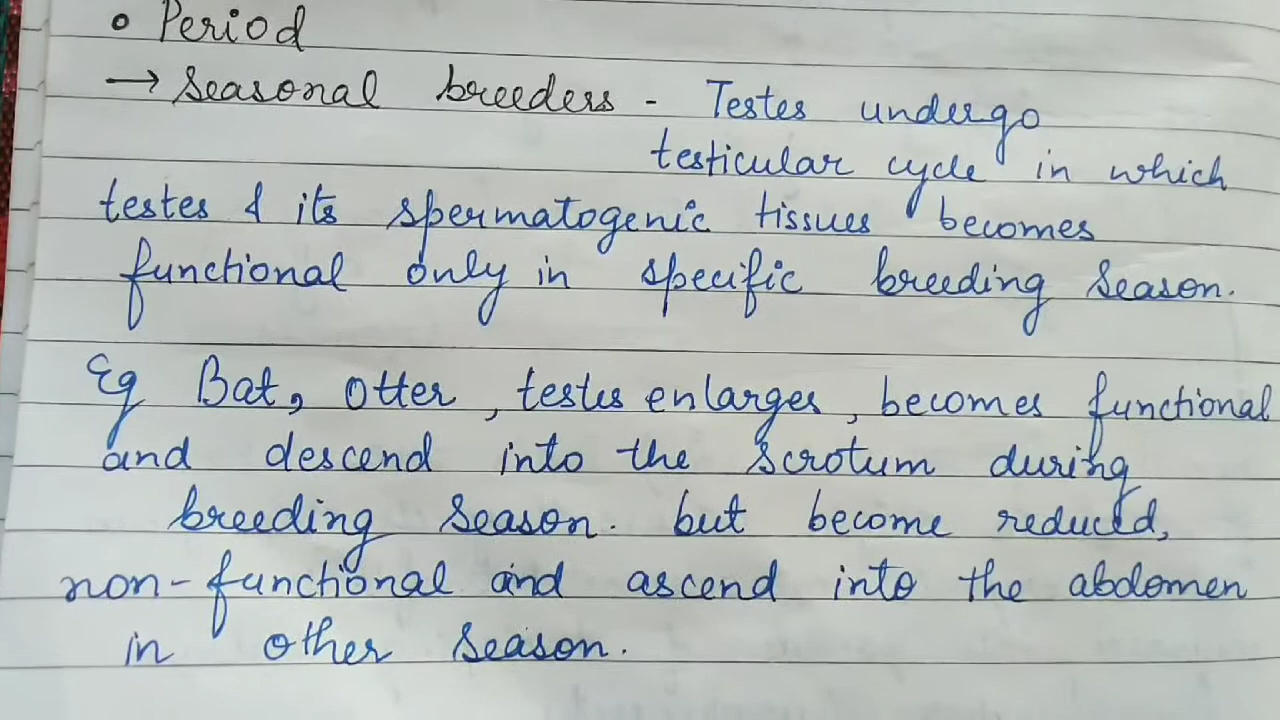 • Period
→ Seasonal breeders - Testes undergo
testicular cycle in which
testes & its spermatogenic tissues becomes
functional only in specific breeding season.
Eg Bat, Otter, testes enlarges, becomes functional
and descend into the scrotum during
breeding season. but become reduced,
non-functional and ascend into the abdomen
in other season.